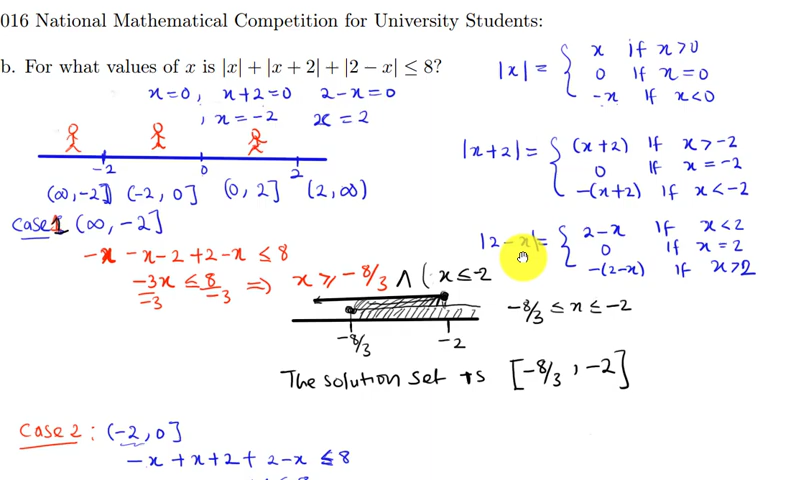 016 National Mathematical Competition for University Students:
b. For what values of x is |x| + |x + 2| + |2 − x| ≤ 8?
x=0, x+2=0 2-x=0
, x=-2 x=2
-2 0 2
(∞,-2] (-2, 0] (0, 2] (2,∞)
Case 1 (∞, -2]
-x -x-2 +2-x ≤ 8
-3x ≤ 8 => x ≥ -8/3 ∧ ( x ≤ -2
-3 -3
-8/3 -2
-8/3 ≤ x ≤ -2
The solution set is [-8/3, -2]
Case 2: (-2, 0]
-x + x+2 + 2-x ≤ 8
|x| = { x if x>0
0 if x=0
-x if x<0
|x+2| = { (x+2) if x>-2
0 if x=-2
-(x+2) if x<-2
|2-x|= { 2-x if x<2
0 if x=2
-(2-x) if x>2